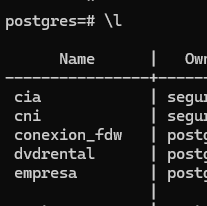 postgres=# \l
Name | Own
cia | segur
cni | segur
conexion_fdw | postg
dvdrental | postg
empresa | postg
|